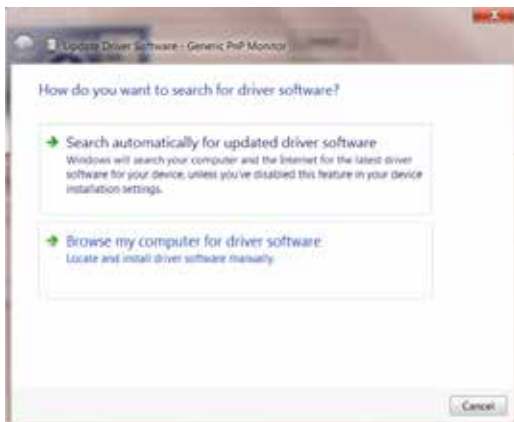 Update Driver Software - Generic PnP Monitor
How do you want to search for driver software?
Search automatically for updated driver software
Windows will search your computer and the Internet for the latest driver
software for your device, unless you've disabled this feature in your device
installation settings.
Browse my computer for driver software
Locate and install driver software manually.
Cancel